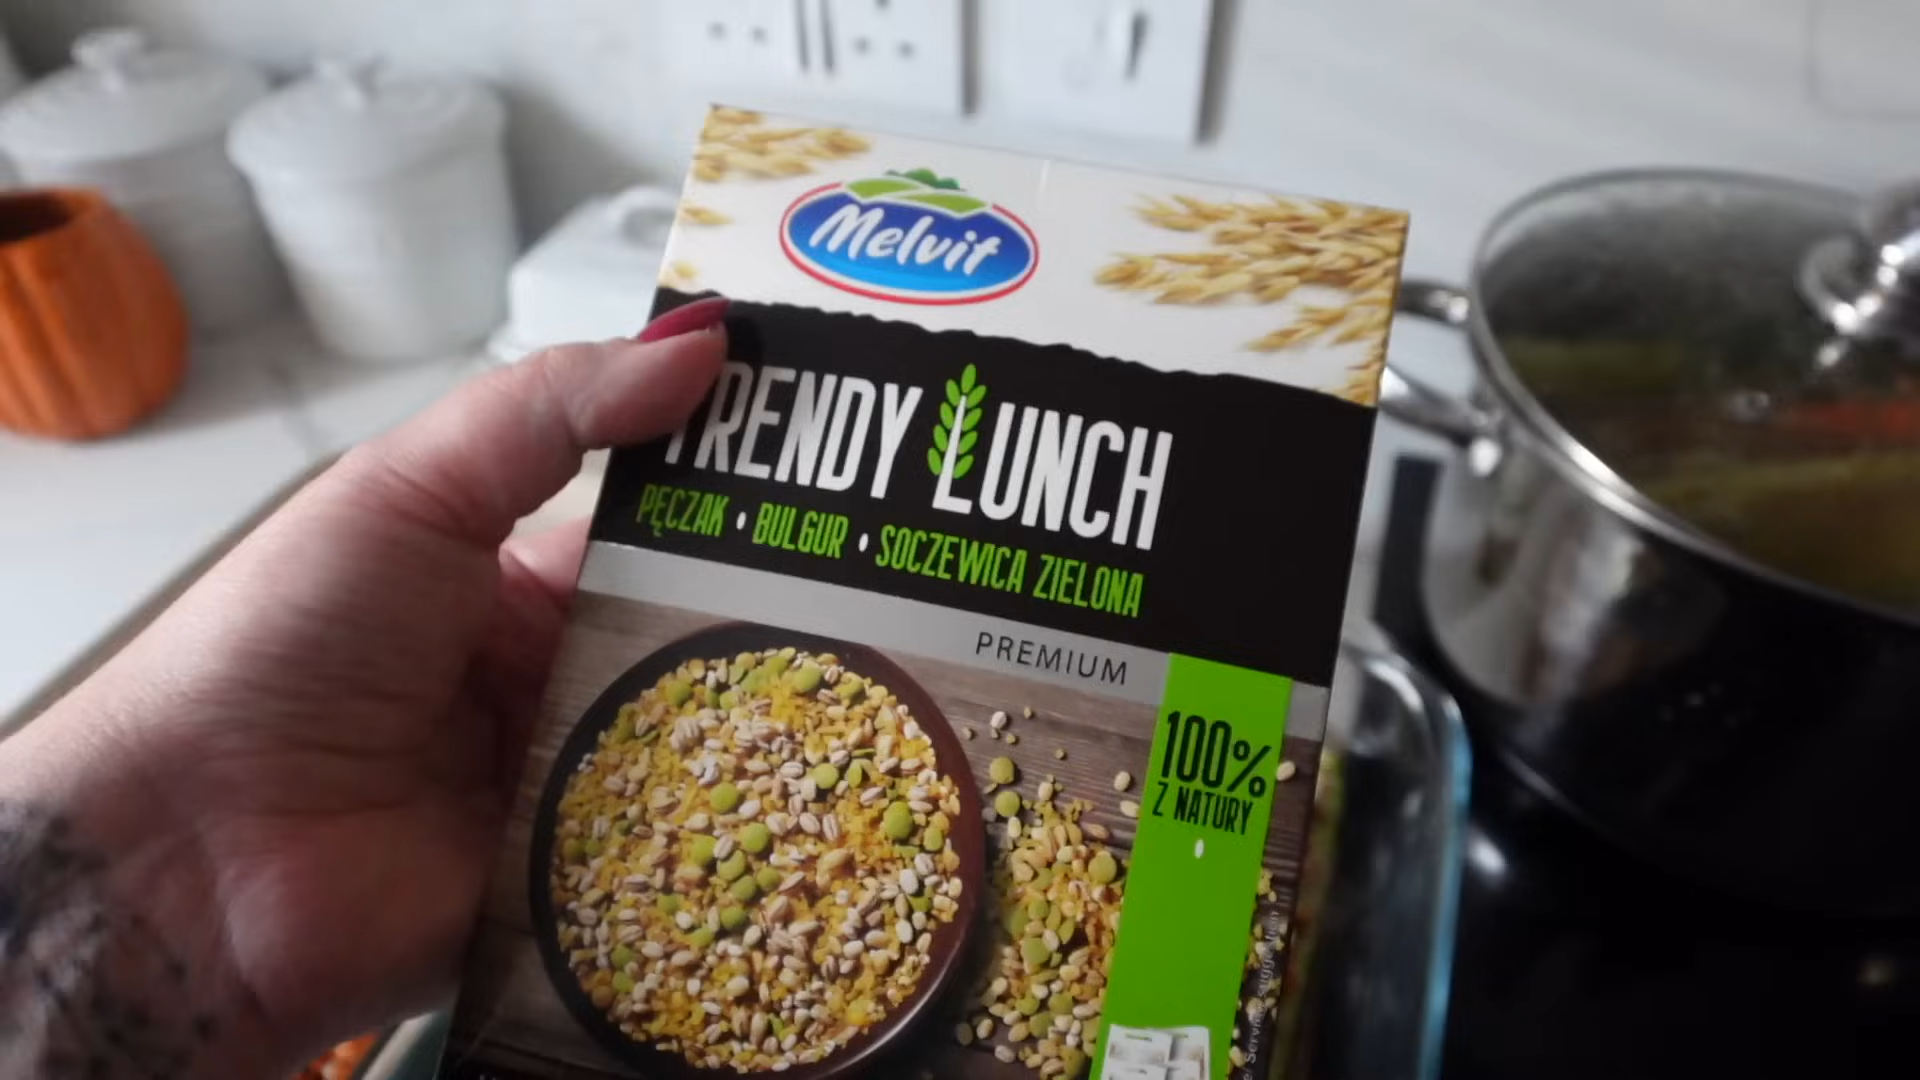 Melvit
TRENDY LUNCH
PĘCZAK • BULGUR • SOCZEWICA ZIELONA
PREMIUM
100%
Z NATURY